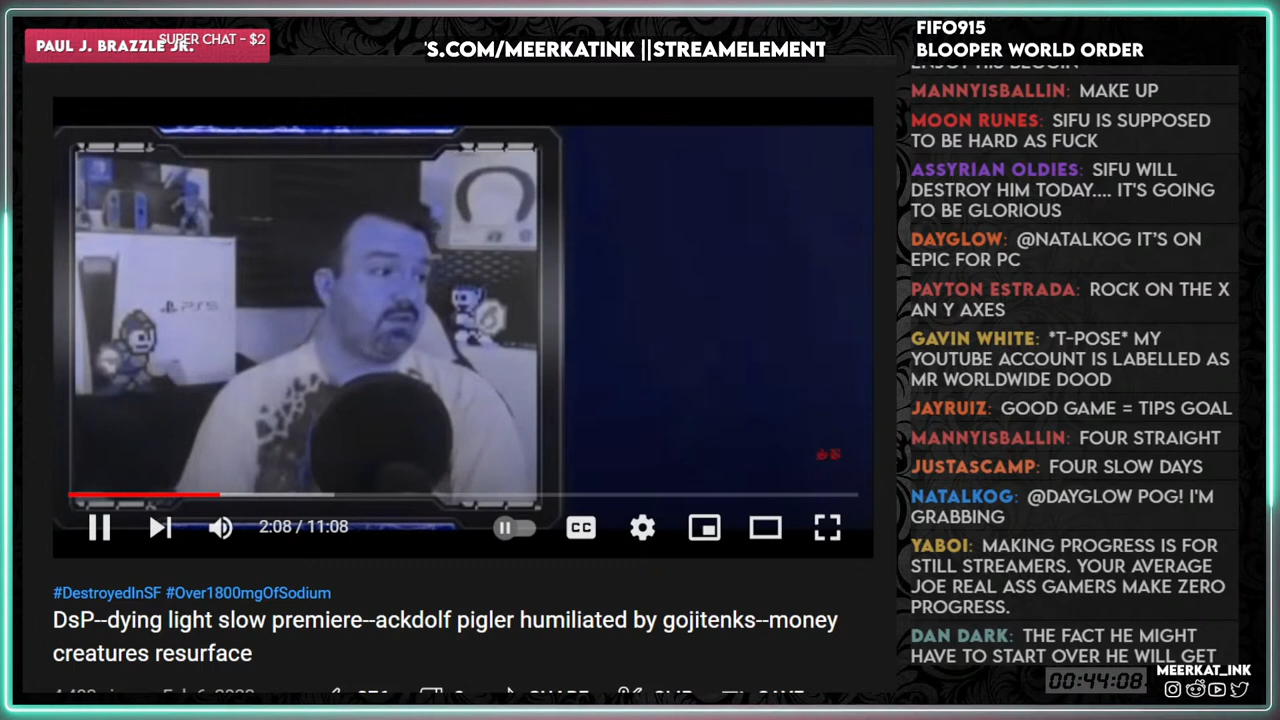 PAUL J. BRAZZLE JR.
SUPER CHAT - $2
'S.COM/MEERKATINK ||STREAMELEMENT
FIFO915
BLOOPER WORLD ORDER
MANNYISBALLIN: MAKE UP
MOON RUNES: SIFU IS SUPPOSED
TO BE HARD AS FUCK
ASSYRIAN OLDIES: SIFU WILL
DESTROY HIM TODAY.... IT'S GOING
TO BE GLORIOUS
DAYGLOW: @NATALKOG IT'S ON
EPIC FOR PC
PAYTON ESTRADA: ROCK ON THE X
AN Y AXES
GAVIN WHITE: *T-POSE* MY
YOUTUBE ACCOUNT IS LABELLED AS
MR WORLDWIDE DOOD
JAYRUIZ: GOOD GAME = TIPS GOAL
MANNYISBALLIN: FOUR STRAIGHT
JUSTASCAMP: FOUR SLOW DAYS
NATALKOG: @DAYGLOW POG! I'M
GRABBING
YABOI: MAKING PROGRESS IS FOR
STILL STREAMERS. YOUR AVERAGE
JOE REAL ASS GAMERS MAKE ZERO
PROGRESS.
DAN DARK: THE FACT HE MIGHT
HAVE TO START OVER HE WILL GET
PS5
2:08 / 11:08
CC
#DestroyedInSF #Over1800mgOfSodium
DsP--dying light slow premiere--ackdolf pigler humiliated by gojitenks--money
creatures resurface
00:44:08
MEERKAT_INK